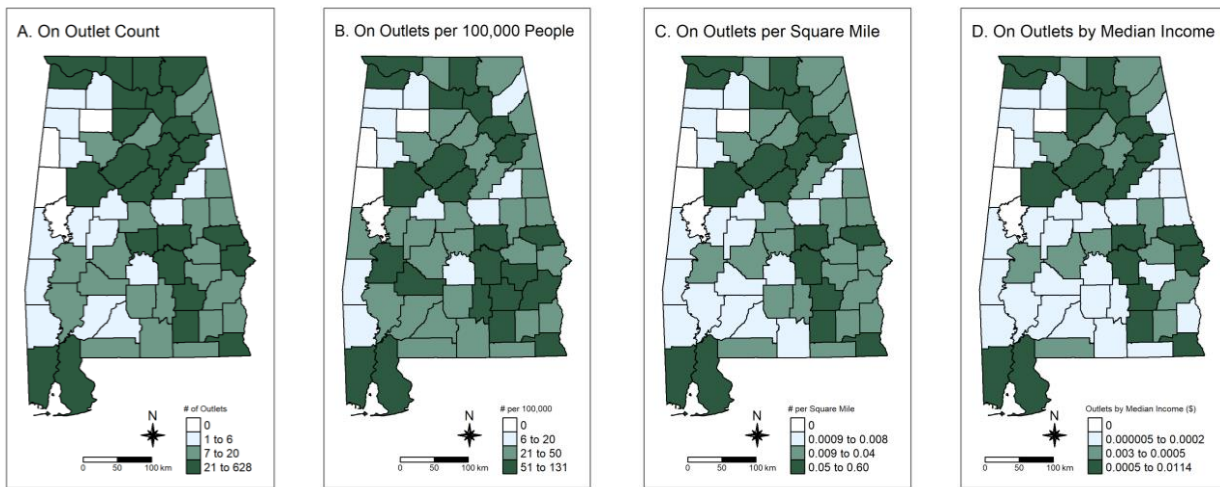 A. On Outlet Count
N
0 50 100 km
# of Outlets
0
1 to 6
7 to 20
21 to 628
B. On Outlets per 100,000 People
N
0 50 100 km
# per 100,000
0
6 to 20
21 to 50
51 to 131
C. On Outlets per Square Mile
N
0 50 100 km
# per Square Mile
0
0.0009 to 0.008
0.009 to 0.04
0.05 to 0.60
D. On Outlets by Median Income
N
0 50 100 km
Outlets by Median Income ($)
0
0.000005 to 0.0002
0.003 to 0.0005
0.0005 to 0.0114